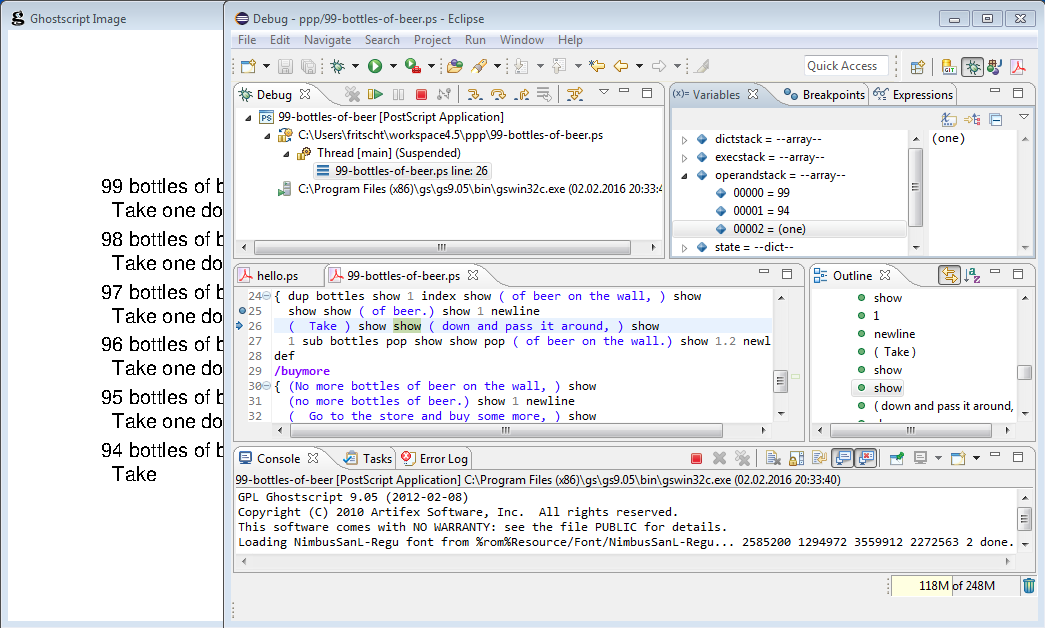 Ghostscript Image
99 bottles of b
Take one do
98 bottles of b
Take one do
97 bottles of b
Take one do
96 bottles of b
Take one do
95 bottles of b
Take one do
94 bottles of b
Take
Debug - ppp/99-bottles-of-beer.ps - Eclipse
File Edit Navigate Search Project Run Window Help
Quick Access
GIT
Debug
PS 99-bottles-of-beer [PostScript Application]
C:\Users\fritscht\workspace4.5\ppp\99-bottles-of-beer.ps
Thread [main] (Suspended)
99-bottles-of-beer.ps line: 26
C:\Program Files (x86)\gs\gs9.05\bin\gswin32c.exe (02.02.2016 20:33:4
(x)= Variables Breakpoints Expressions
dictstack = --array--
execstack = --array--
operandstack = --array--
00000 = 99
00001 = 94
00002 = (one)
state = --dict--
(one)
hello.ps 99-bottles-of-beer.ps
24 { dup bottles show 1 index show ( of beer on the wall, ) show
25 show show ( of beer.) show 1 newline
26 (  Take ) show show ( down and pass it around, ) show
27 1 sub bottles pop show show pop ( of beer on the wall.) show 1.2 newl
28 def
29 /buymore
30 { (No more bottles of beer on the wall, ) show
31 (no more bottles of beer.) show 1 newline
32 (  Go to the store and buy some more, ) show
Outline
show
1
newline
( Take )
show
show
( down and pass it around,
Console Tasks Error Log
99-bottles-of-beer [PostScript Application] C:\Program Files (x86)\gs\gs9.05\bin\gswin32c.exe (02.02.2016 20:33:40)
GPL Ghostscript 9.05 (2012-02-08)
Copyright (C) 2010 Artifex Software, Inc.  All rights reserved.
This software comes with NO WARRANTY: see the file PUBLIC for details.
Loading NimbusSanL-Regu font from %rom%Resource/Font/NimbusSanL-Regu... 2585200 1294972 3559912 2272563 2 done.
118M of 248M